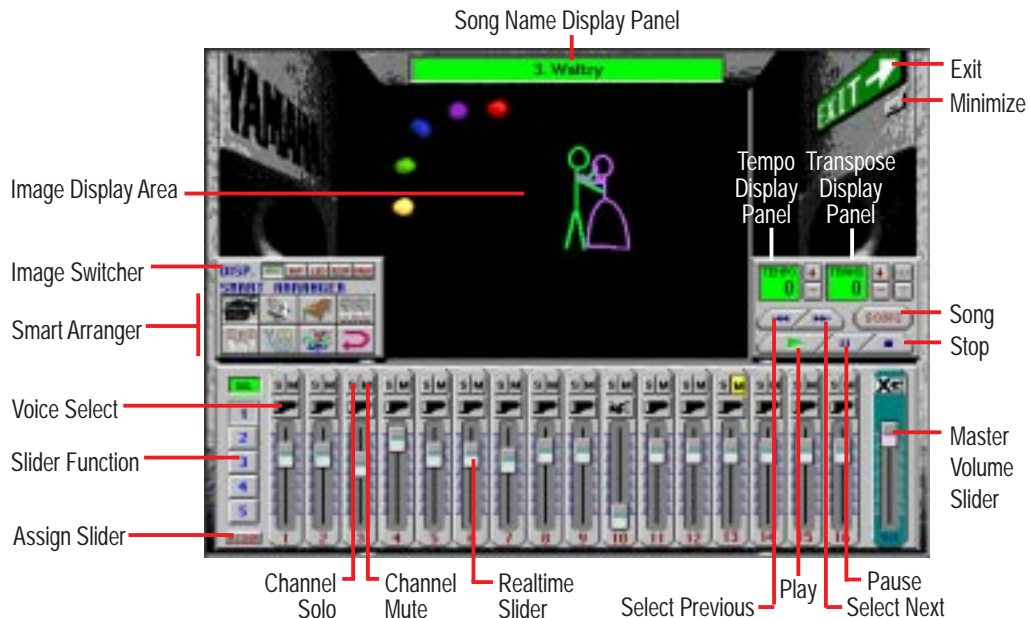 Song Name Display Panel
3. Waltzy
YAMAHA
EXIT
Exit
Minimize
Tempo Display Panel
Transpose Display Panel
Image Display Area
Image Switcher
DISP.
SMART ARRANGER
TEMPO
0
TRANS
0
Smart Arranger
SONG
Song
Stop
S M S M S M S M S M S M S M S M S M S M S M S M S M S M S M S M
XG
Voice Select
Slider Function
Assign Slider
1
2
3
4
5
1 2 3 4 5 6 7 8 9 10 11 12 13 14 15 16
Master Volume Slider
Channel Solo
Channel Mute
Realtime Slider
Select Previous
Play
Pause
Select Next